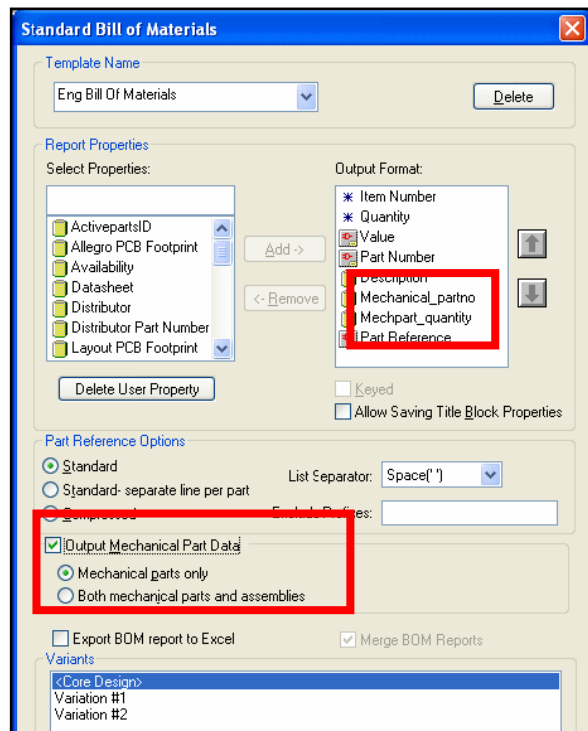 Standard Bill of Materials
Template Name
Eng Bill Of Materials
Delete
Report Properties
Select Properties:
ActivepartsID
Allegro PCB Footprint
Availability
Datasheet
Distributor
Distributor Part Number
Layout PCB Footprint
Add ->
<- Remove
Output Format:
Item Number
Quantity
Value
Part Number
Description
Mechanical_partno
Mechpart_quantity
Part Reference
Delete User Property
Keyed
Allow Saving Title Block Properties
Part Reference Options
Standard
Standard- separate line per part
Compressed
List Separator:
Space(' ')
Exclude Prefixes:
Output Mechanical Part Data
Mechanical parts only
Both mechanical parts and assemblies
Export BOM report to Excel
Merge BOM Reports
Variants
<Core Design>
Variation #1
Variation #2